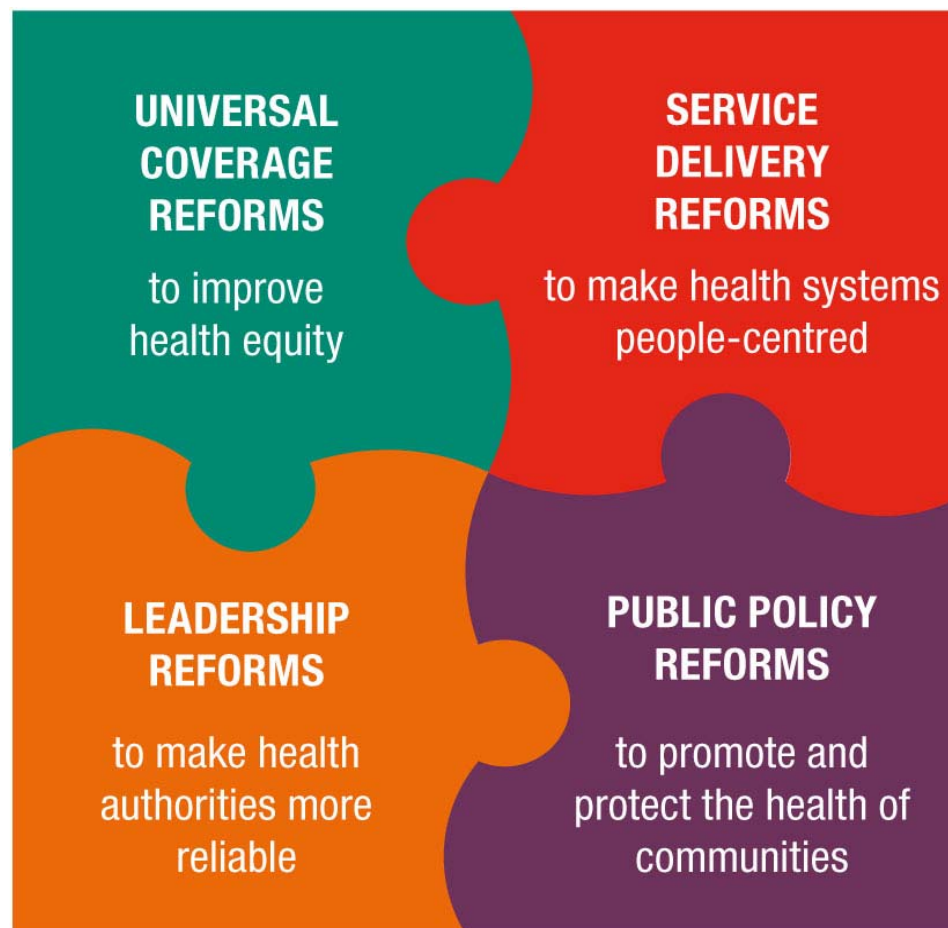 UNIVERSAL
COVERAGE
REFORMS
to improve
health equity
SERVICE
DELIVERY
REFORMS
to make health systems
people-centred
LEADERSHIP
REFORMS
to make health
authorities more
reliable
PUBLIC POLICY
REFORMS
to promote and
protect the health of
communities